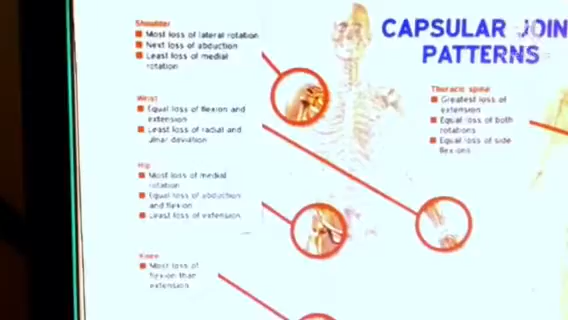 CAPSULAR JOIN
PATTERNS
Shoulder
Most loss of lateral rotation
Next loss of abduction
Least loss of medial
rotation
Wrist
Equal loss of flexion and
extension
Least loss of radial and
ulnar deviation
Hip
Most loss of medial
rotation
Equal loss of abduction
and flexion
Least loss of extension
Knee
Most loss of
flexion than
extension
Thoracic spine
Greatest loss of
extension
Equal loss of both
rotations
Equal loss of side
flexions